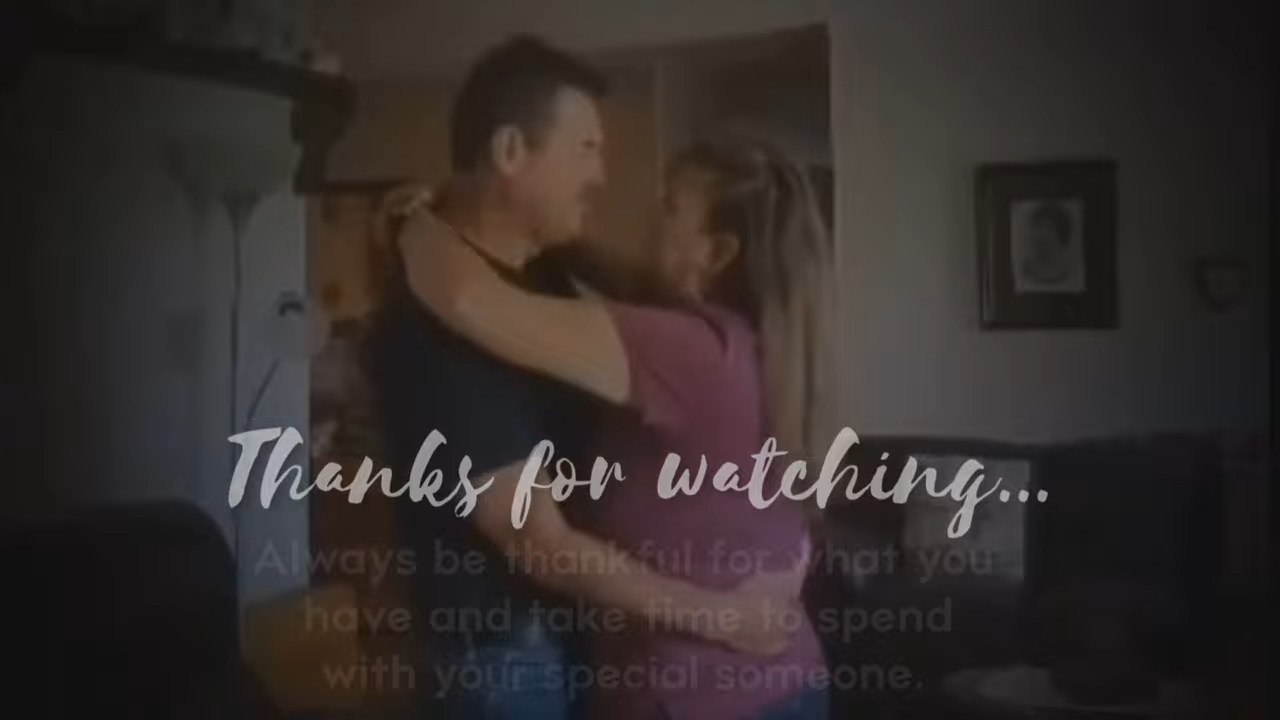 Thanks for watching...
Always be thankful for what you
have and take time to spend
with your special someone.